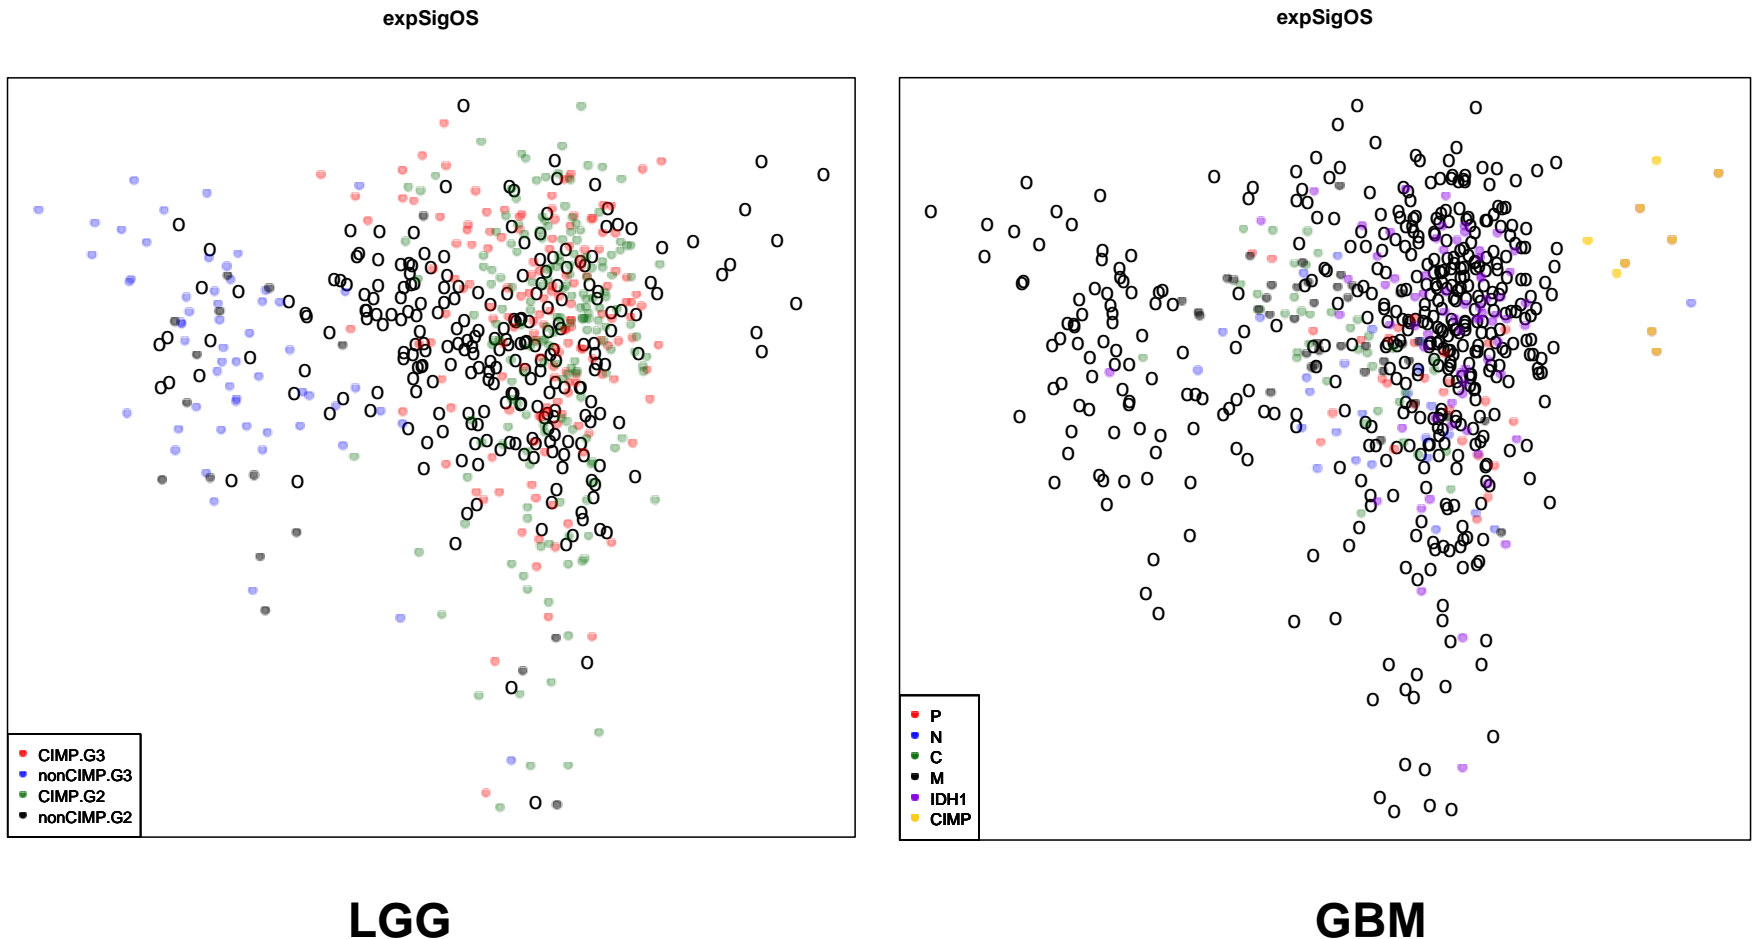 expSigOS
expSigOS
CIMP.G3
nonCIMP.G3
CIMP.G2
nonCIMP.G2
P
N
C
M
IDH1
CIMP
LGG
GBM